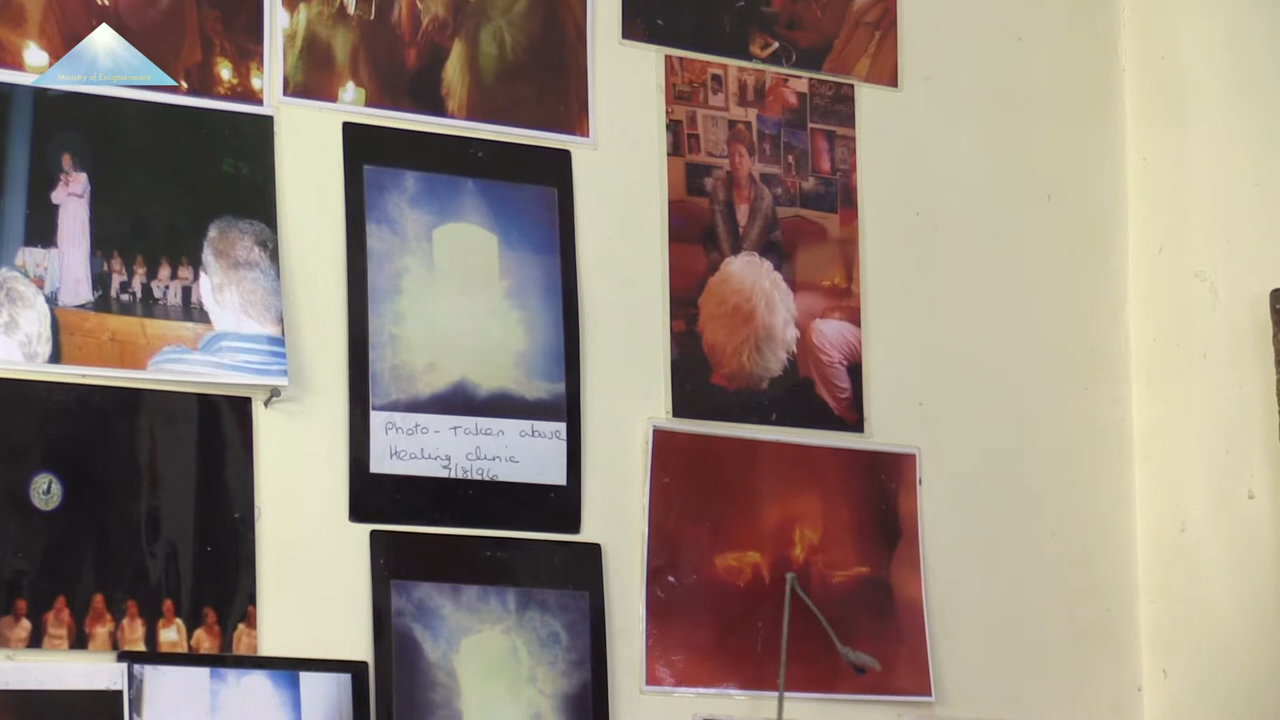 Ministry of Enlightenment
Photo - Taken above
Healing clinic
7/8/96